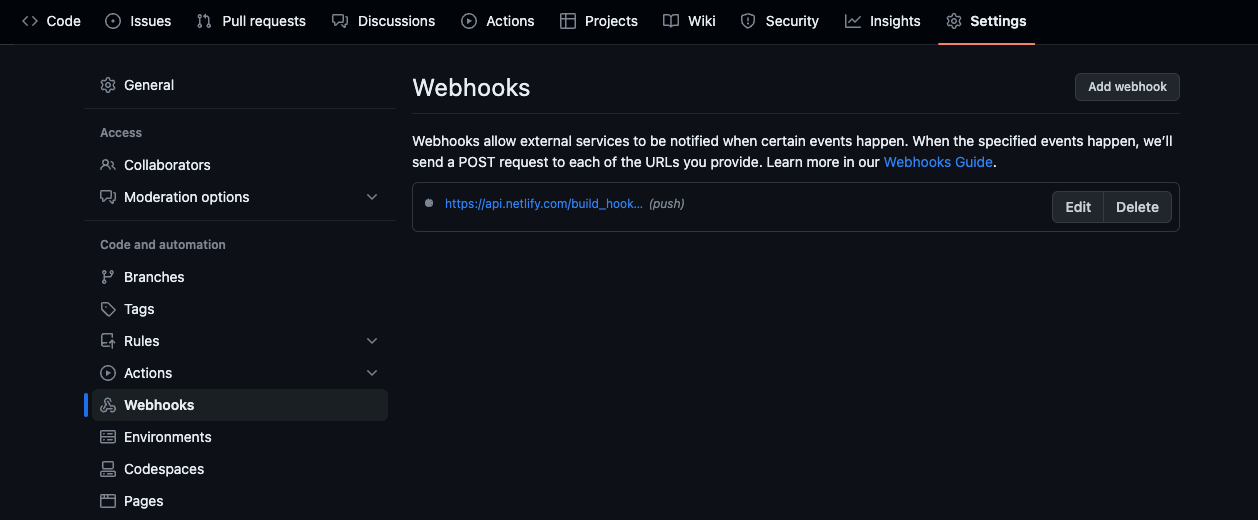 Code Issues Pull requests Discussions Actions Projects Wiki Security Insights Settings
General
Access
Collaborators
Moderation options
Code and automation
Branches
Tags
Rules
Actions
Webhooks
Environments
Codespaces
Pages
Webhooks
Add webhook
Webhooks allow external services to be notified when certain events happen. When the specified events happen, we’ll
send a POST request to each of the URLs you provide. Learn more in our Webhooks Guide.
https://api.netlify.com/build_hook... (push)
Edit Delete